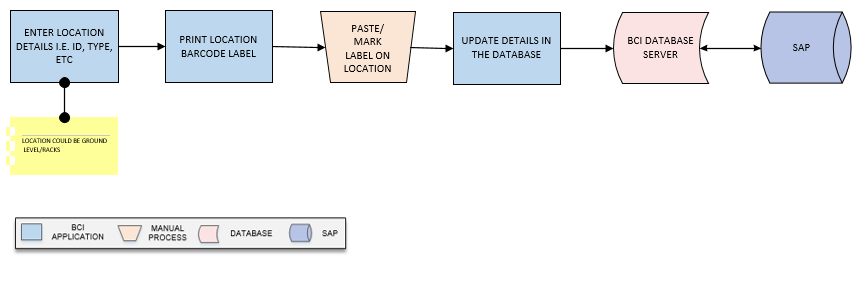 ENTER LOCATION
DETAILS I.E. ID, TYPE,
ETC
PRINT LOCATION
BARCODE LABEL
PASTE/
MARK
LABEL ON
LOCATION
UPDATE DETAILS IN
THE DATABASE
BCI DATABASE
SERVER
SAP
LOCATION COULD BE GROUND
LEVEL/RACKS
BCI
APPLICATION
MANUAL
PROCESS
DATABASE
SAP